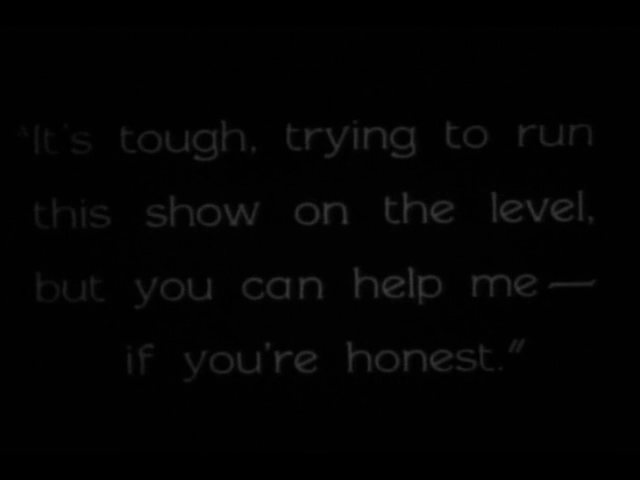 "It's tough, trying to run
this show on the level,
but you can help me—
if you're honest."